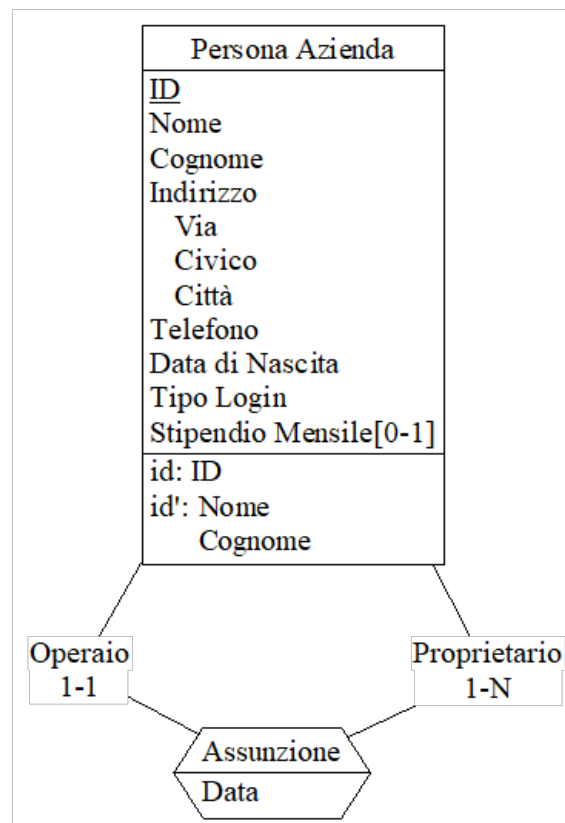 Persona Azienda
ID
Nome
Cognome
Indirizzo
Via
Civico
Città
Telefono
Data di Nascita
Tipo Login
Stipendio Mensile[0-1]
id: ID
id': Nome
Cognome
Operaio
1-1
Proprietario
1-N
Assunzione
Data